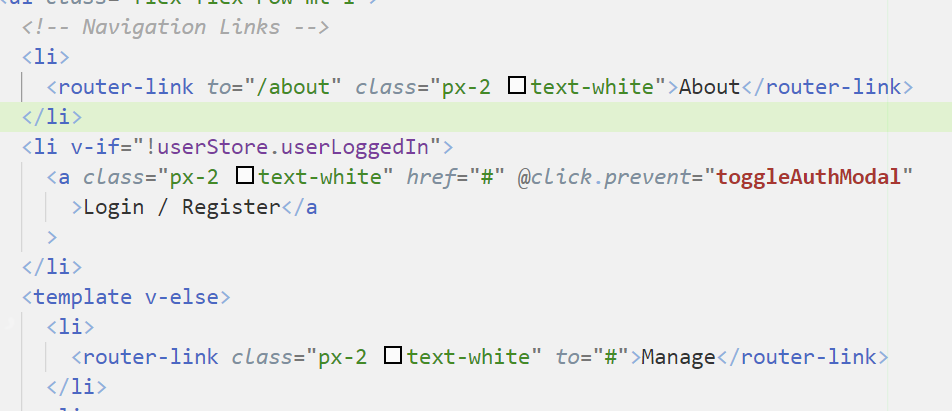 <ul class="flex flex-row mt-1">
<!-- Navigation Links -->
<li>
<router-link to="/about" class="px-2 text-white">About</router-link>
</li>
<li v-if="!userStore.userLoggedIn">
<a class="px-2 text-white" href="#" @click.prevent="toggleAuthModal"
>Login / Register</a
>
</li>
<template v-else>
<li>
<router-link class="px-2 text-white" to="#">Manage</router-link>
</li>